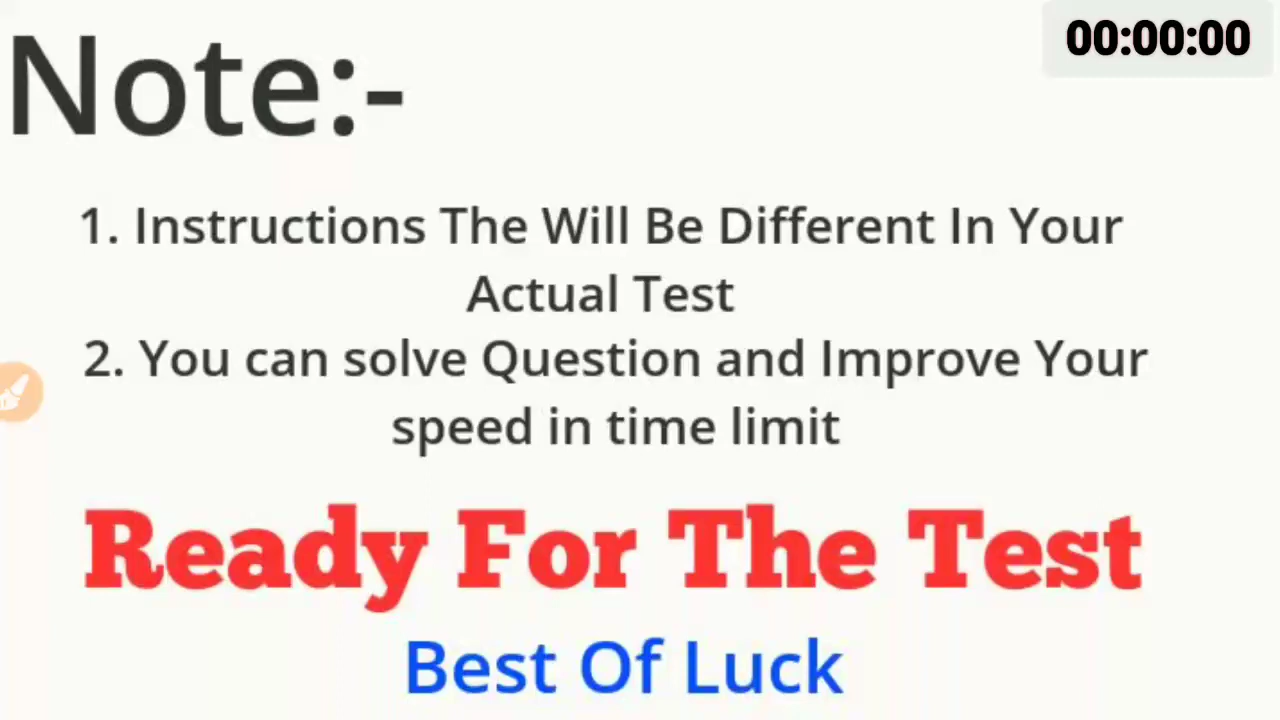 00:00:00
Note:-
1. Instructions The Will Be Different In Your
Actual Test
2. You can solve Question and Improve Your
speed in time limit
Ready For The Test
Best Of Luck